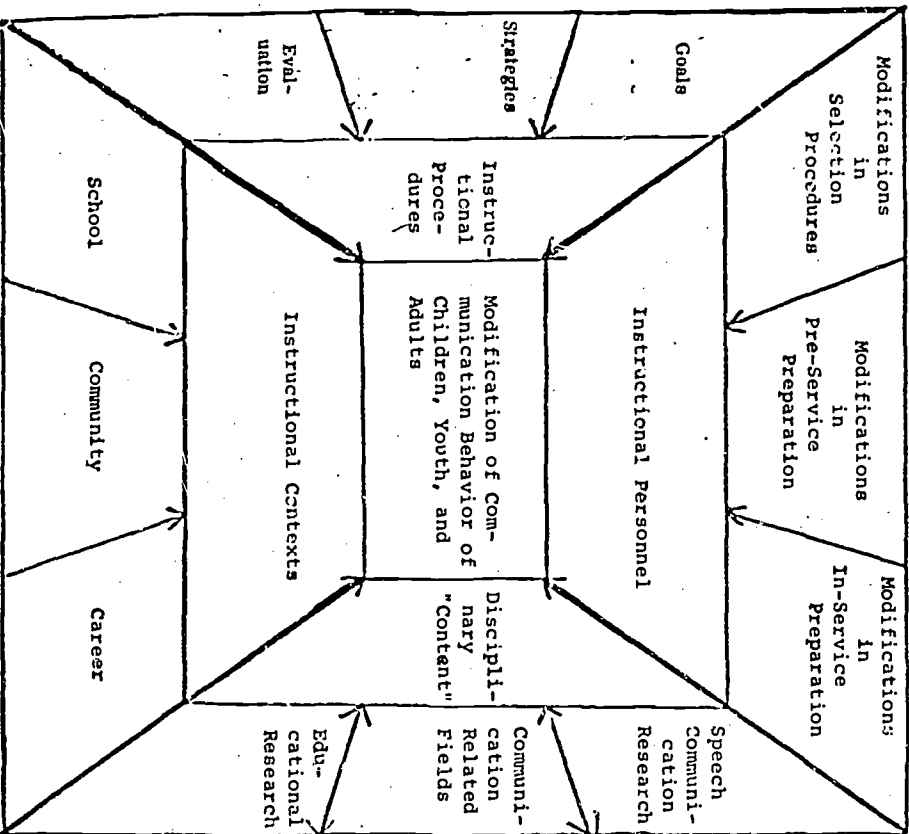 Modifications
in
Selection
Procedures
Modifications
in
Pre-Service
Preparation
Modifications
in
In-Service
Preparation
Goals
Strategies
Eval-
uation
Instructional Personnel
Instruc-
tional
Proce-
dures
Modification of Com-
munication Behavior of
Children, Youth, and
Adults
Discipli-
nary
"Content"
Speech
Communi-
cation
Research
Communi-
cation
Related
Fields
Edu-
cational
Research
Instructional Contexts
School
Community
Career